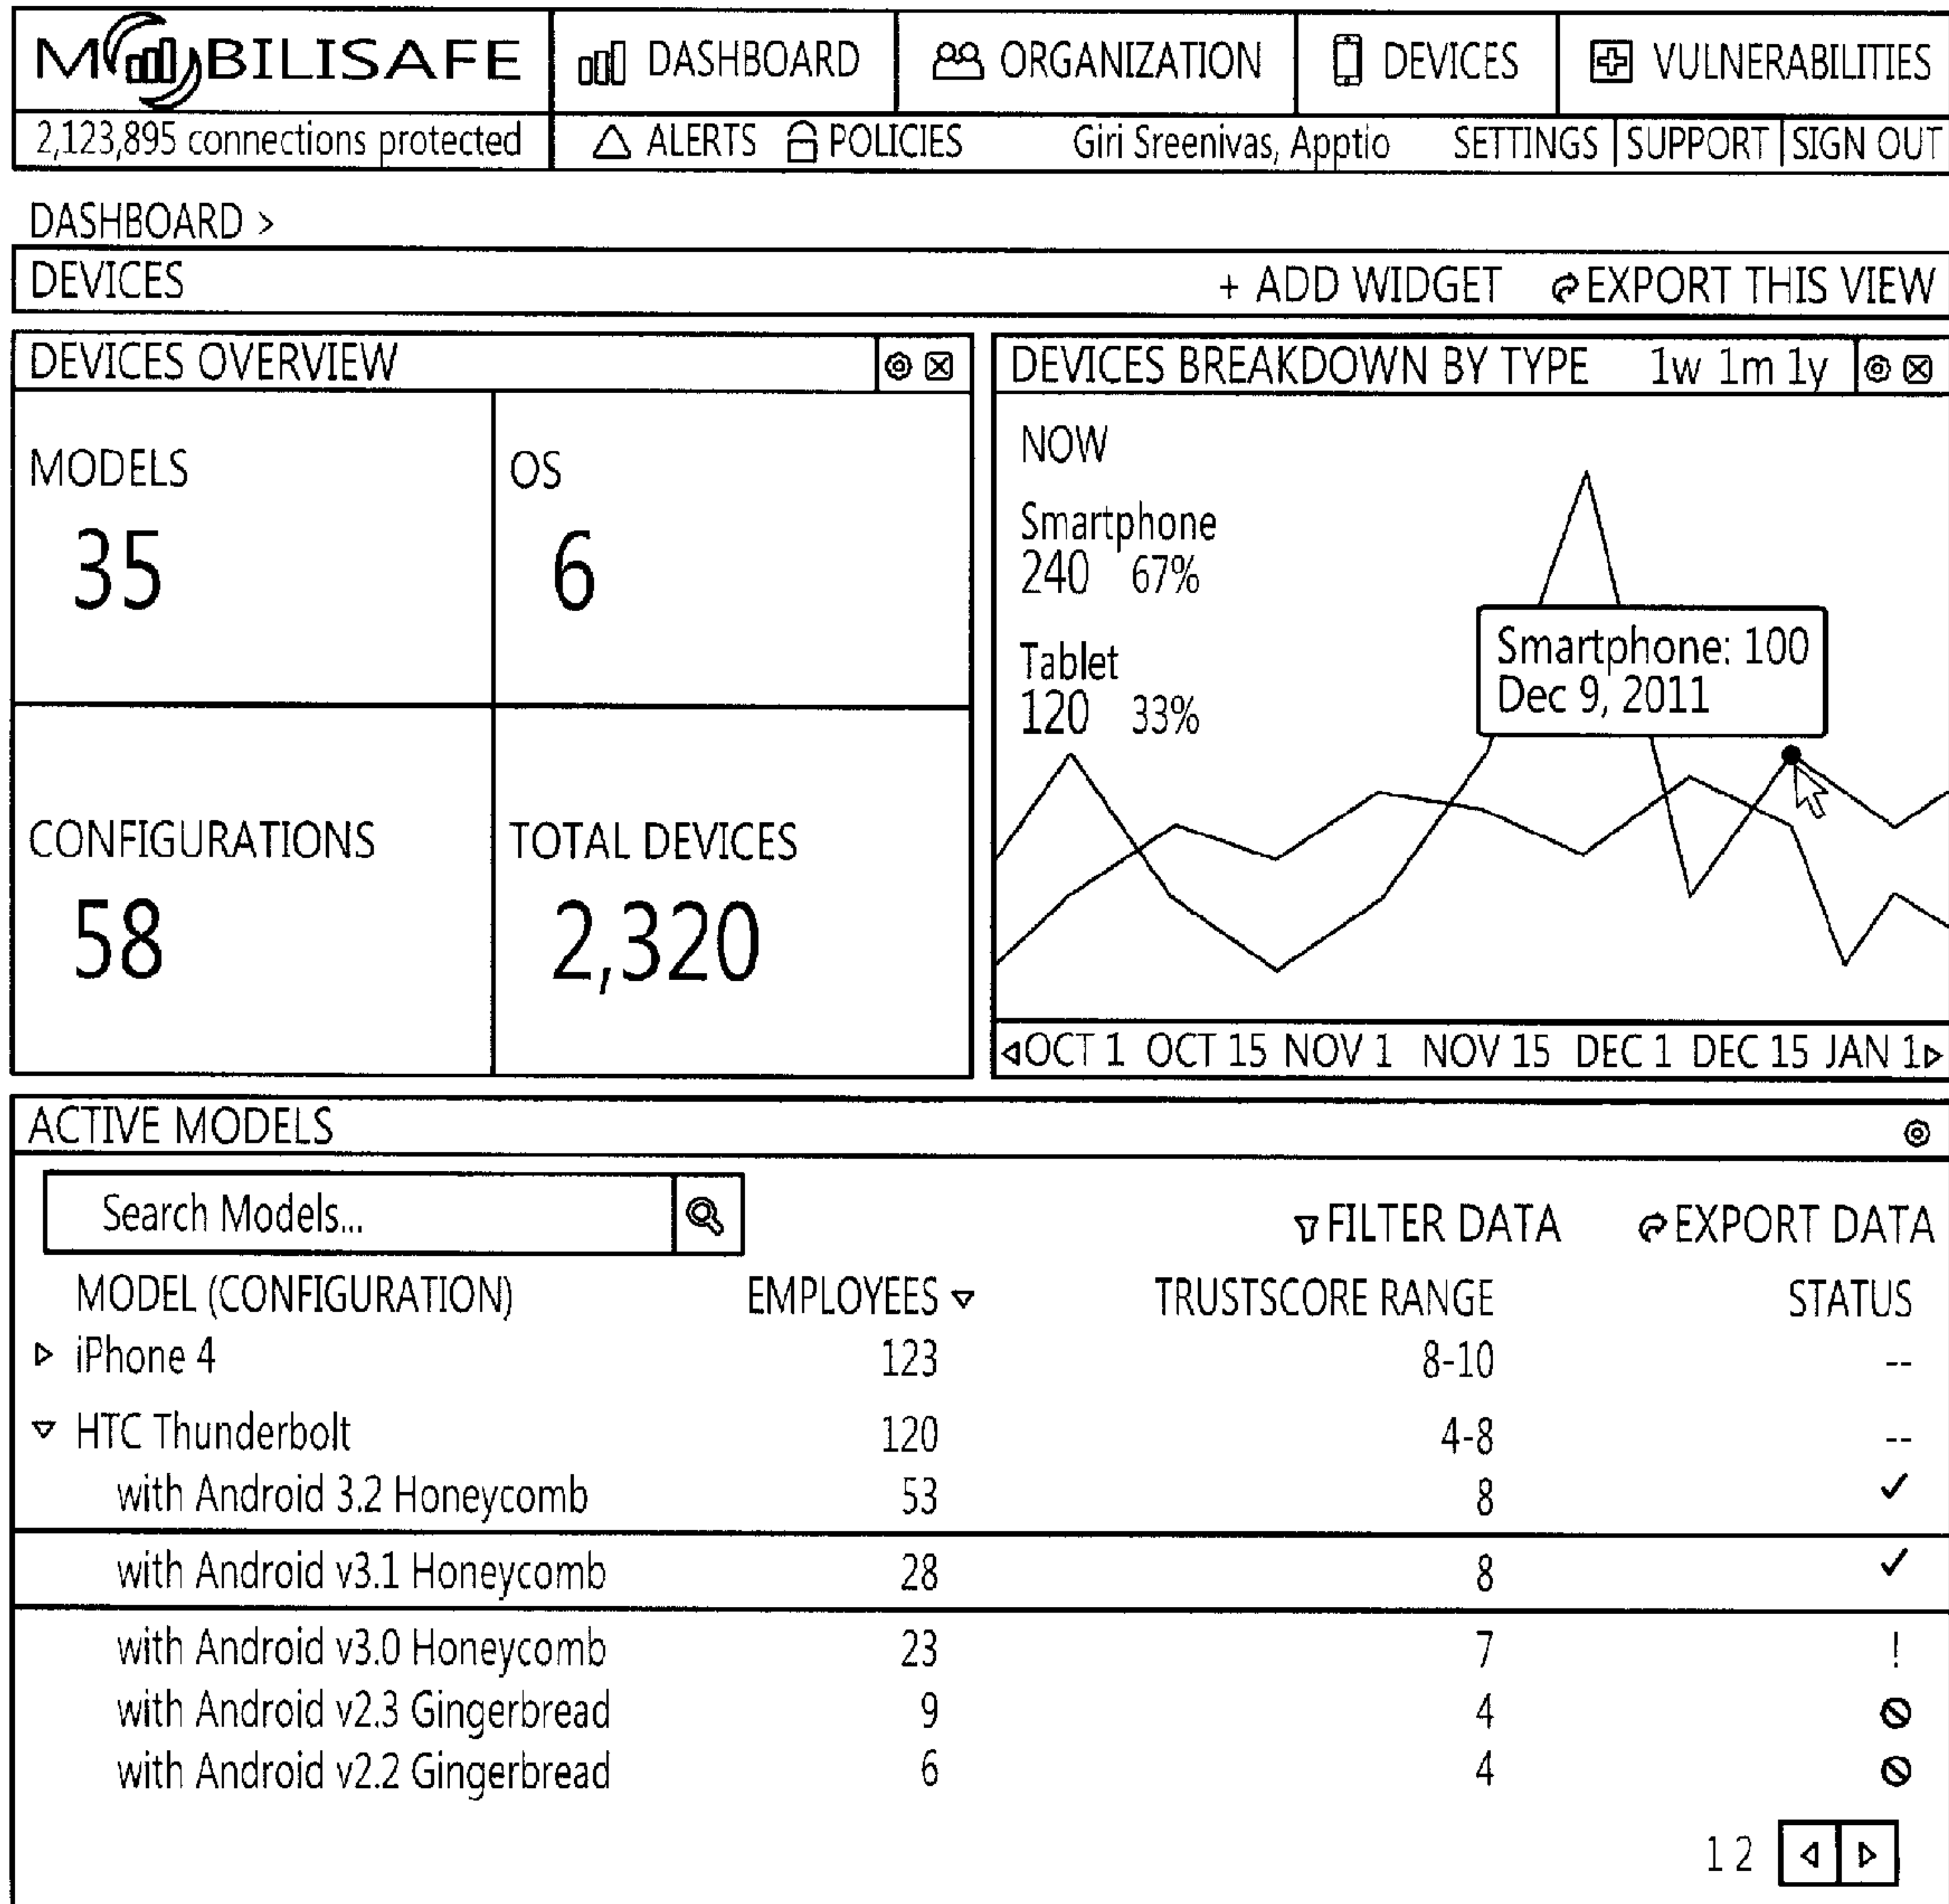 MOBILISAFE
DASHBOARD
ORGANIZATION
DEVICES
VULNERABILITIES
2,123,895 connections protected
ALERTS
POLICIES
Giri Sreenivas, Apptio
SETTINGS
SUPPORT
SIGN OUT
DASHBOARD >
DEVICES
+ ADD WIDGET
EXPORT THIS VIEW
DEVICES OVERVIEW
MODELS
35
OS
6
CONFIGURATIONS
58
TOTAL DEVICES
2,320
DEVICES BREAKDOWN BY TYPE 1w 1m 1y
NOW
Smartphone
240 67%
Tablet
120 33%
Smartphone: 100
Dec 9, 2011
OCT 1 OCT 15 NOV 1 NOV 15 DEC 1 DEC 15 JAN 1
ACTIVE MODELS
Search Models...
FILTER DATA
EXPORT DATA
MODEL (CONFIGURATION) EMPLOYEES TRUSTSCORE RANGE STATUS
iPhone 4 123 8-10 --
HTC Thunderbolt 120 4-8 --
with Android 3.2 Honeycomb 53 8 ✓
with Android v3.1 Honeycomb 28 8 ✓
with Android v3.0 Honeycomb 23 7 !
with Android v2.3 Gingerbread 9 4
with Android v2.2 Gingerbread 6 4
1 2